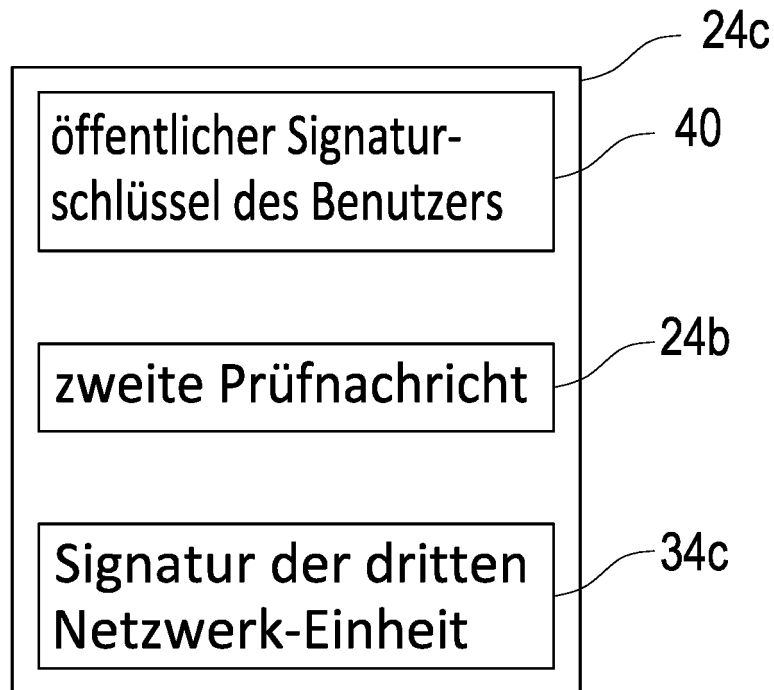 24c
öffentlicher Signatur-
schlüssel des Benutzers
40
zweite Prüfnachricht
24b
Signatur der dritten
Netzwerk-Einheit
34c